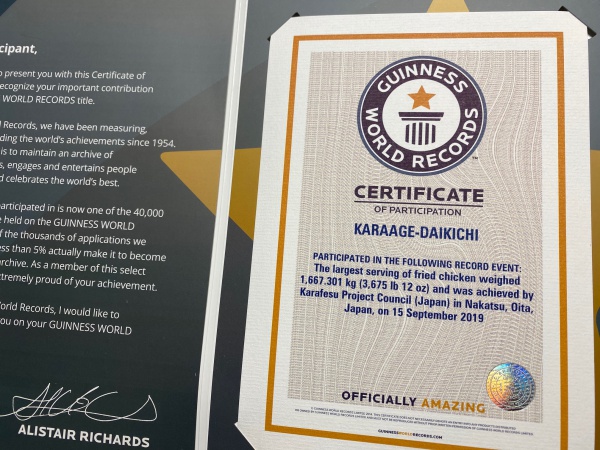 cipant,
o present you with this Certificate of
ecognize your important contribution
WORLD RECORDS title.
Records, we have been measuring,
ding the world's achievements since 1954.
is to maintain an archive of
s, engages and entertains people
d celebrates the world's best.
articipated in is now one of the 40,000
e held on the GUINNESS WORLD
f the thousands of applications we
ess than 5% actually make it to become
archive. As a member of this select
xtremely proud of your achievement.
orld Records, I would like to
ou on your GUINNESS WORLD
ALISTAIR RICHARDS
GUINNESS
WORLD RECORDS
™
CERTIFICATE
OF PARTICIPATION
KARAAGE-DAIKICHI
PARTICIPATED IN THE FOLLOWING RECORD EVENT:
The largest serving of fried chicken weighed
1,667.301 kg (3,675 lb 12 oz) and was achieved by
Karafesu Project Council (Japan) in Nakatsu, Oita,
Japan, on 15 September 2019
OFFICIALLY AMAZING
GUINNESSWORLDRECORDS.COM